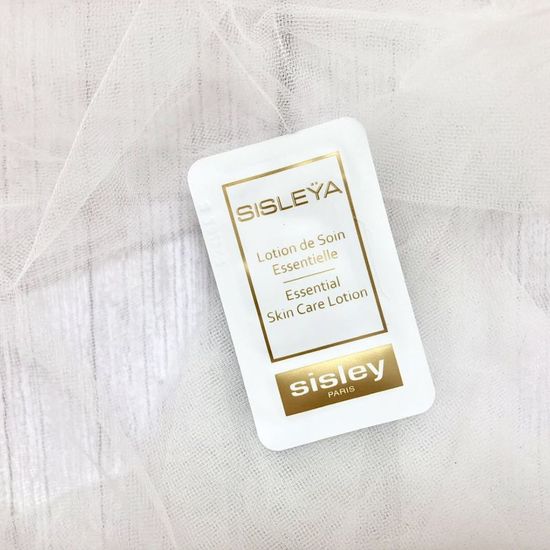 SISLEŸA
Lotion de Soin
Essentielle
Essential
Skin Care Lotion
sisley
PARIS